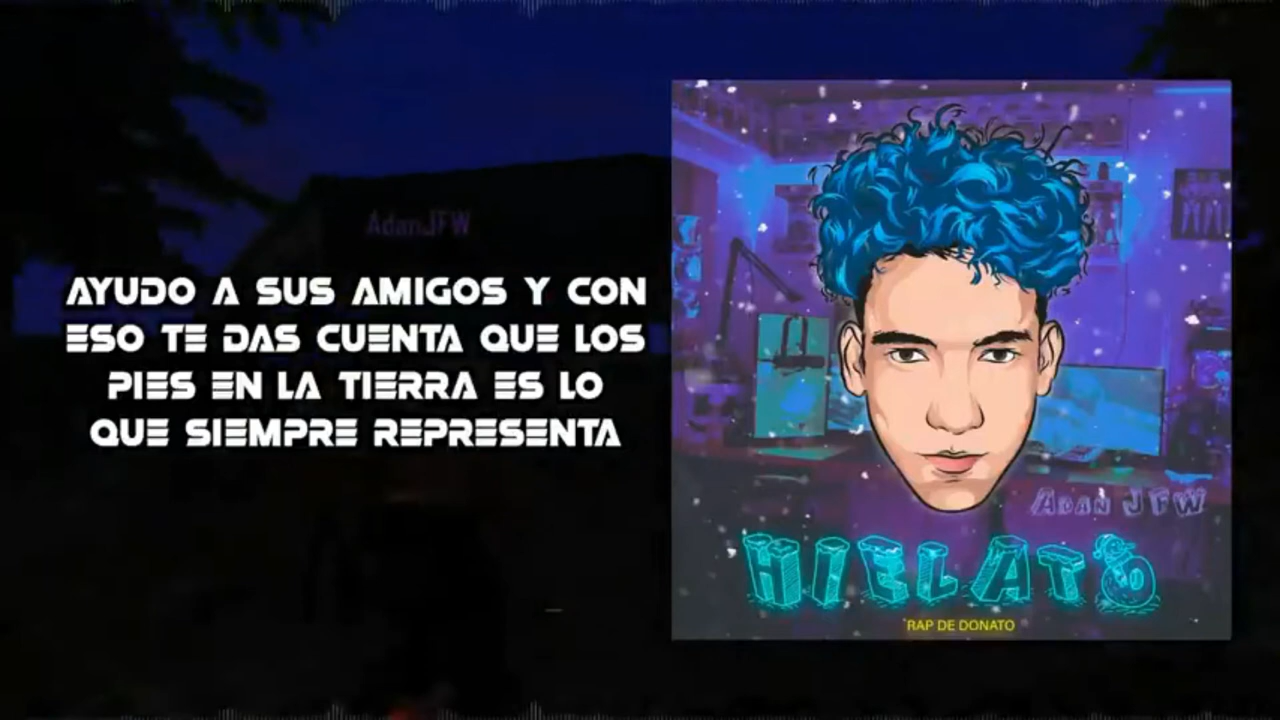 AdanJFW
AYUDO A SUS AMIGOS Y CON
ESO TE DAS CUENTA QUE LOS
PIES EN LA TIERRA ES LO
QUE SIEMPRE REPRESENTA
ADAN JFW
HIELATO
RAP DE DONATO